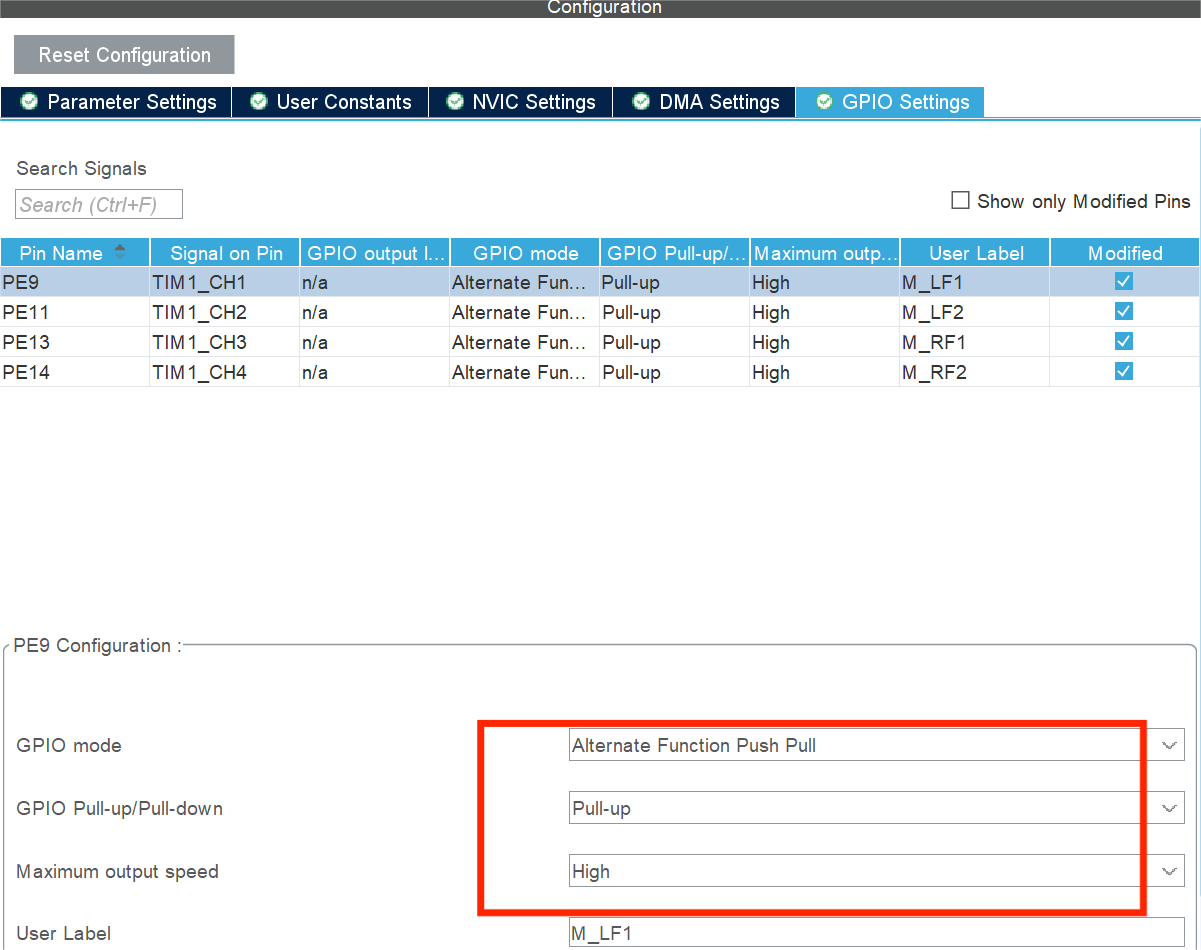 Configuration
Reset Configuration
Parameter Settings User Constants NVIC Settings DMA Settings GPIO Settings
Search Signals
Search (Ctrl+F)
Show only Modified Pins
Pin Name Signal on Pin GPIO output l... GPIO mode GPIO Pull-up/... Maximum outp... User Label Modified
PE9 TIM1_CH1 n/a Alternate Fun... Pull-up High M_LF1
PE11 TIM1_CH2 n/a Alternate Fun... Pull-up High M_LF2
PE13 TIM1_CH3 n/a Alternate Fun... Pull-up High M_RF1
PE14 TIM1_CH4 n/a Alternate Fun... Pull-up High M_RF2
PE9 Configuration :
GPIO mode Alternate Function Push Pull
GPIO Pull-up/Pull-down Pull-up
Maximum output speed High
User Label M_LF1